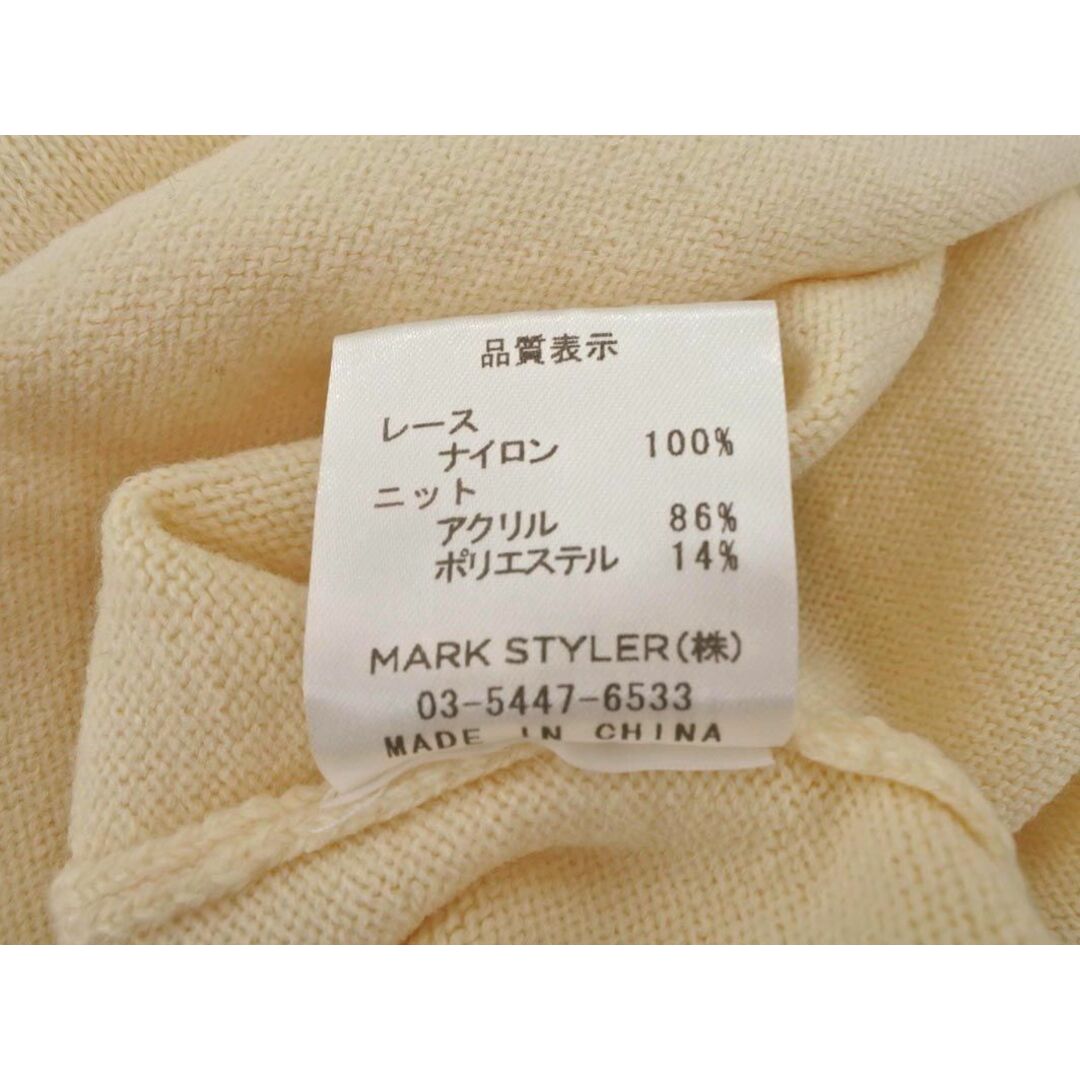 品質表示
レース
ナイロン 100%
ニット
アクリル 86%
ポリエステル 14%
MARK STYLER(株)
03-5447-6533
MADE IN CHINA